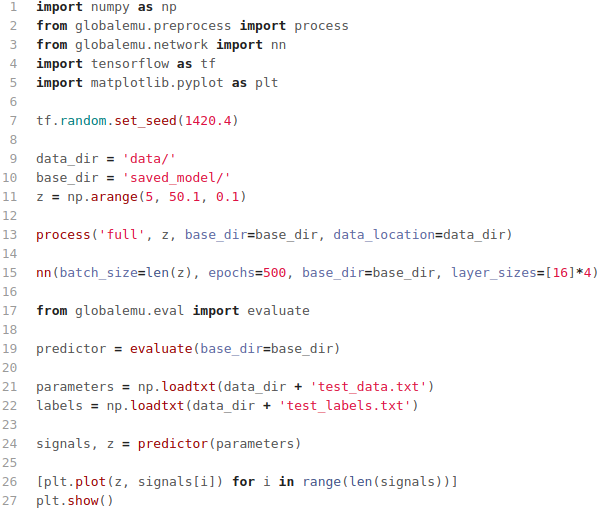 1 import numpy as np
2 from globalemu.preprocess import process
3 from globalemu.network import nn
4 import tensorflow as tf
5 import matplotlib.pyplot as plt
6
7 tf.random.set_seed(1420.4)
8
9 data_dir = 'data/'
10 base_dir = 'saved_model/'
11 z = np.arange(5, 50.1, 0.1)
12
13 process('full', z, base_dir=base_dir, data_location=data_dir)
14
15 nn(batch_size=len(z), epochs=500, base_dir=base_dir, layer_sizes=[16]*4)
16
17 from globalemu.eval import evaluate
18
19 predictor = evaluate(base_dir=base_dir)
20
21 parameters = np.loadtxt(data_dir + 'test_data.txt')
22 labels = np.loadtxt(data_dir + 'test_labels.txt')
23
24 signals, z = predictor(parameters)
25
26 [plt.plot(z, signals[i]) for i in range(len(signals))]
27 plt.show()